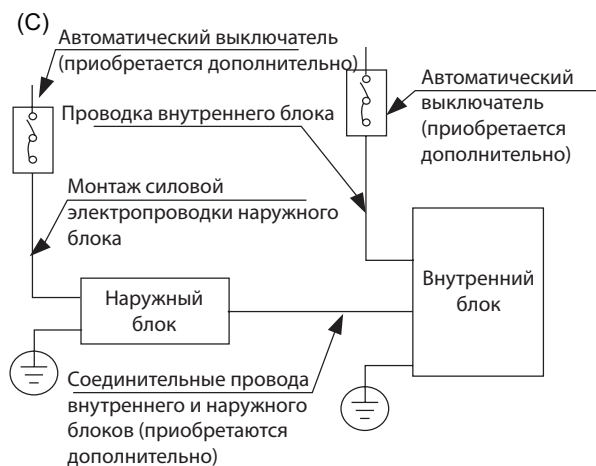 (C)
Автоматический выключатель
(приобретается дополнительно)
Автоматический
выключатель
(приобретается
дополнительно)
Проводка внутреннего блока
Монтаж силовой
электропроводки наружного
блока
Наружный
блок
Внутренний
блок
Соединительные провода
внутреннего и наружного
блоков (приобретаются
дополнительно)